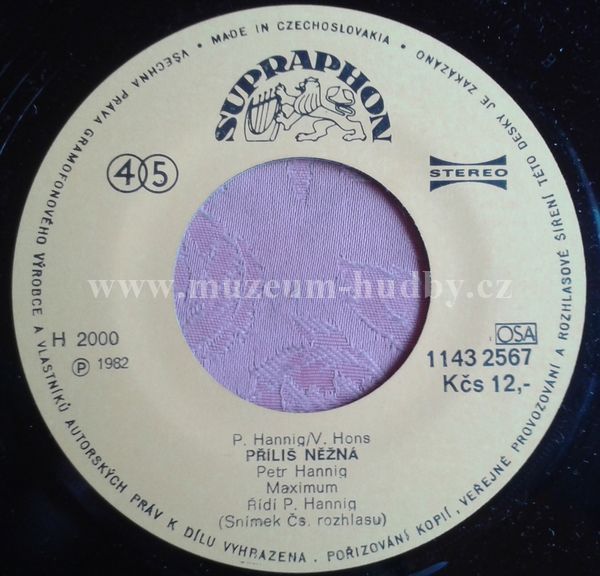 VŠECHNA PRÁVA GRAMOFONOVÉHO VÝROBCE A VLASTNÍKŮ AUTORSKÝCH PRÁV K DÍLU VYHRAZENA . POŘIZOVÁNÍ KOPIÍ, VEŘEJNÉ PROVOZOVÁNÍ A ROZHLASOVÉ ŠÍŘENÍ TÉTO DESKY JE ZAKÁZÁNO
• MADE IN CZECHOSLOVAKIA •
SUPRAPHON
45
STEREO
www.muzeum-hudby.cz
H 2000
Ⓟ 1982
OSA
1143 2567
Kčs 12,-
P. Hannig/V. Hons
PŘÍLIŠ NĚŽNÁ
Petr Hannig
Maximum
Řídí P. Hannig
(Snímek Čs. rozhlasu)